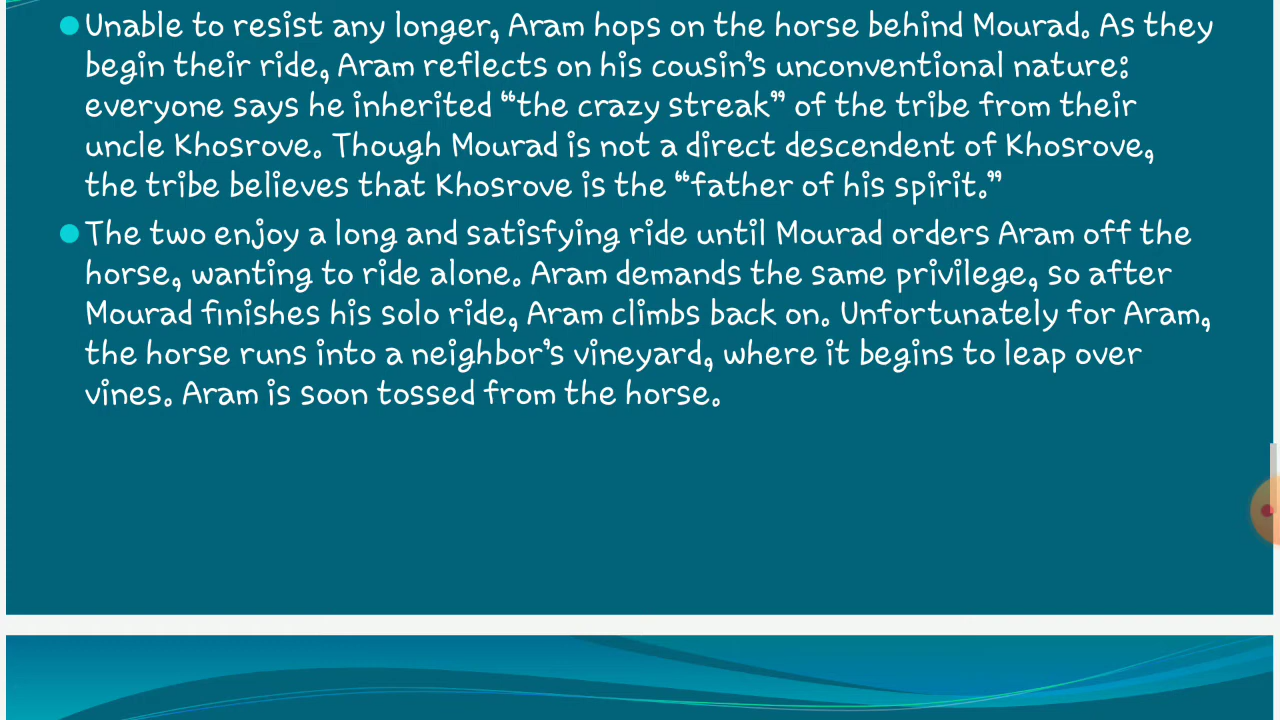 Unable to resist any longer, Aram hops on the horse behind Mourad. As they
begin their ride, Aram reflects on his cousin's unconventional nature:
everyone says he inherited “the crazy streak” of the tribe from their
uncle Khosrove. Though Mourad is not a direct descendent of Khosrove,
the tribe believes that Khosrove is the “father of his spirit.”
The two enjoy a long and satisfying ride until Mourad orders Aram off the
horse, wanting to ride alone. Aram demands the same privilege, so after
Mourad finishes his solo ride, Aram climbs back on. Unfortunately for Aram,
the horse runs into a neighbor's vineyard, where it begins to leap over
vines. Aram is soon tossed from the horse.